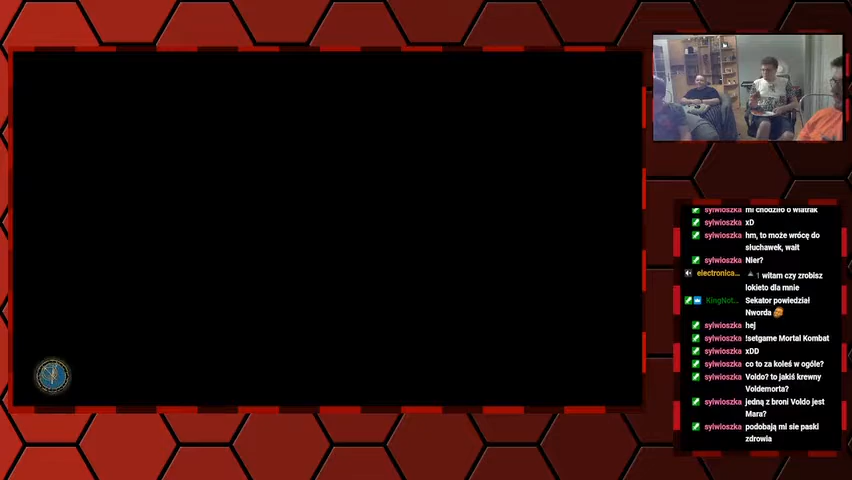 sylwioszka mi chodziło o wiatrak
sylwioszka xD
sylwioszka hm, to może wrócę do
słuchawek, wait
sylwioszka Nier?
electronica... 1 witam czy zrobisz
lokieto dla mnie
KingNot... Sekator powiedział
Nworda
sylwioszka hej
sylwioszka !setgame Mortal Kombat
sylwioszka xDD
sylwioszka co to za koleś w ogóle?
sylwioszka Voldo? to jakiś krewny
Voldemorta?
sylwioszka jedną z broni Voldo jest
Mara?
sylwioszka podobają mi sie paski
zdrowia